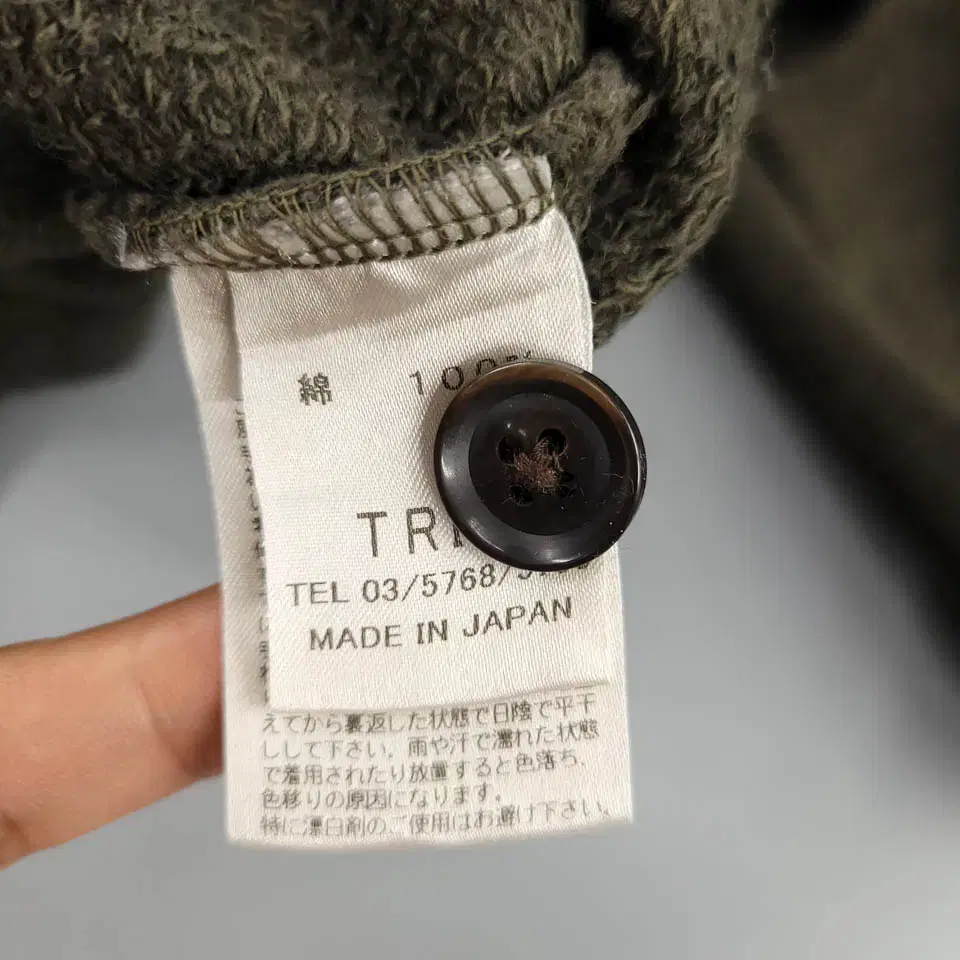 綿 100%
TEL 03/5768/
MADE IN JAPAN
えてから裏返した状態で日陰で平干
ししして下さい。雨や汗で濡れた状態
で着用されたり放置すると色落ち、
色移りの原因になります。
特に漂白剤のご使用はお避け下さい。